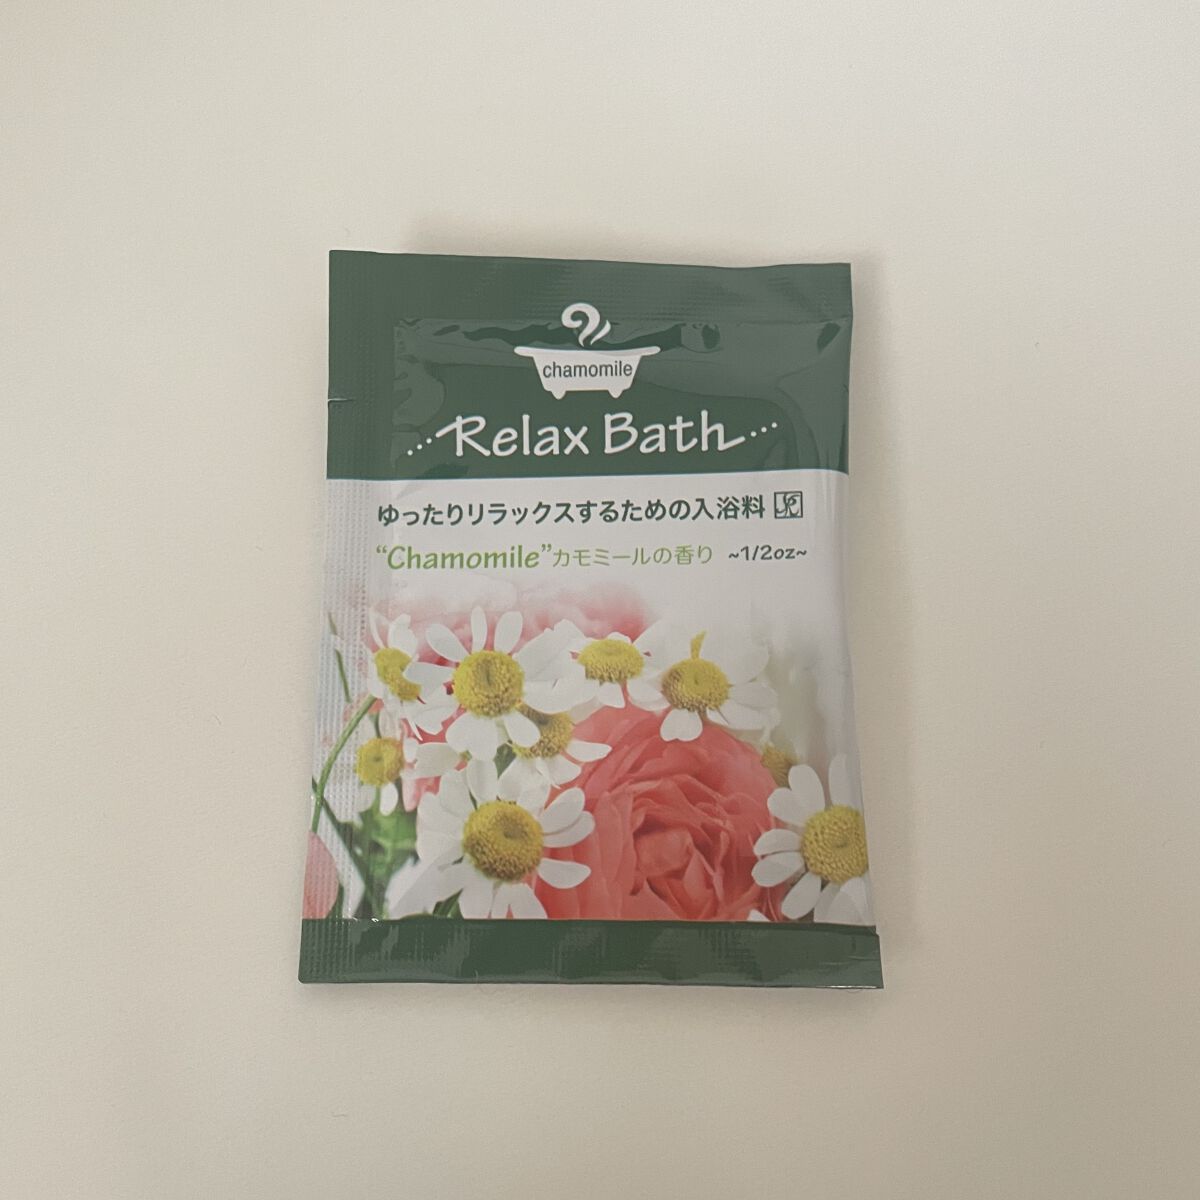 chamomile
Relax Bath
ゆったりリラックスするための入浴料
“Chamomile”カモミールの香り ~1/2oz~